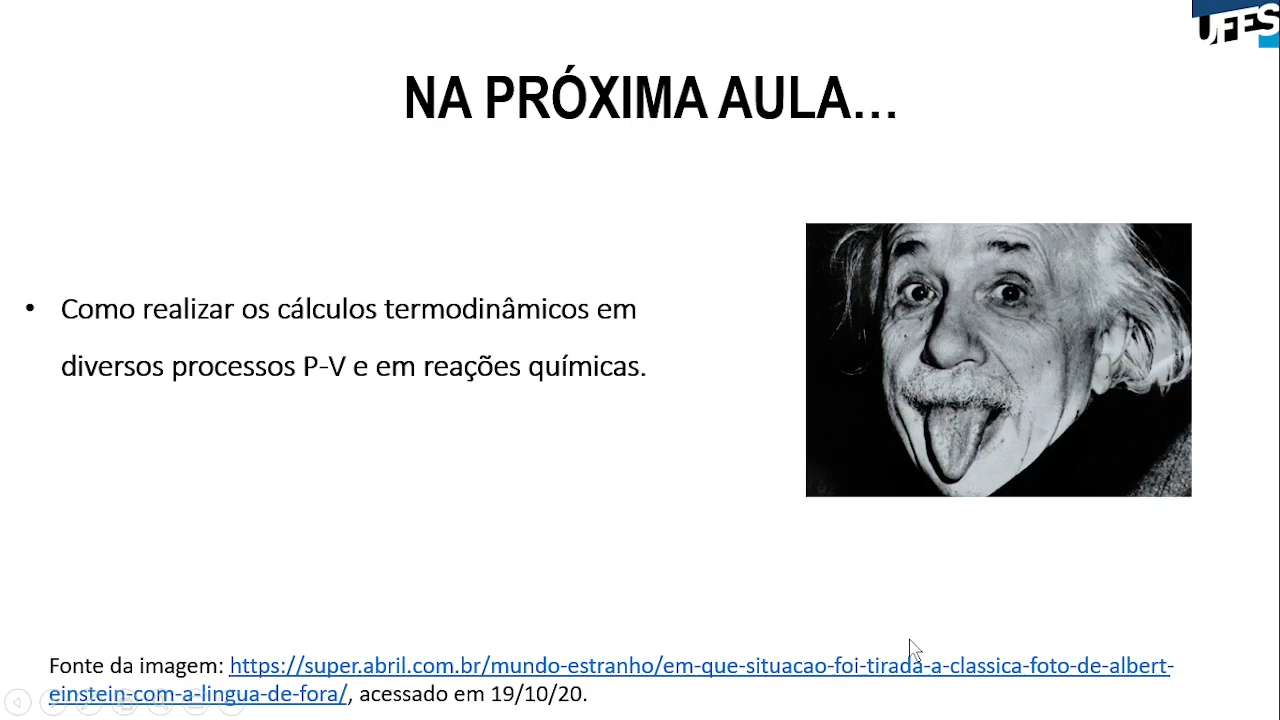 UFES
NA PRÓXIMA AULA...
• Como realizar os cálculos termodinâmicos em
diversos processos P-V e em reações químicas.
Fonte da imagem: https://super.abril.com.br/mundo-estranho/em-que-situacao-foi-tirada-a-classica-foto-de-albert-
einstein-com-a-lingua-de-fora/, acessado em 19/10/20.